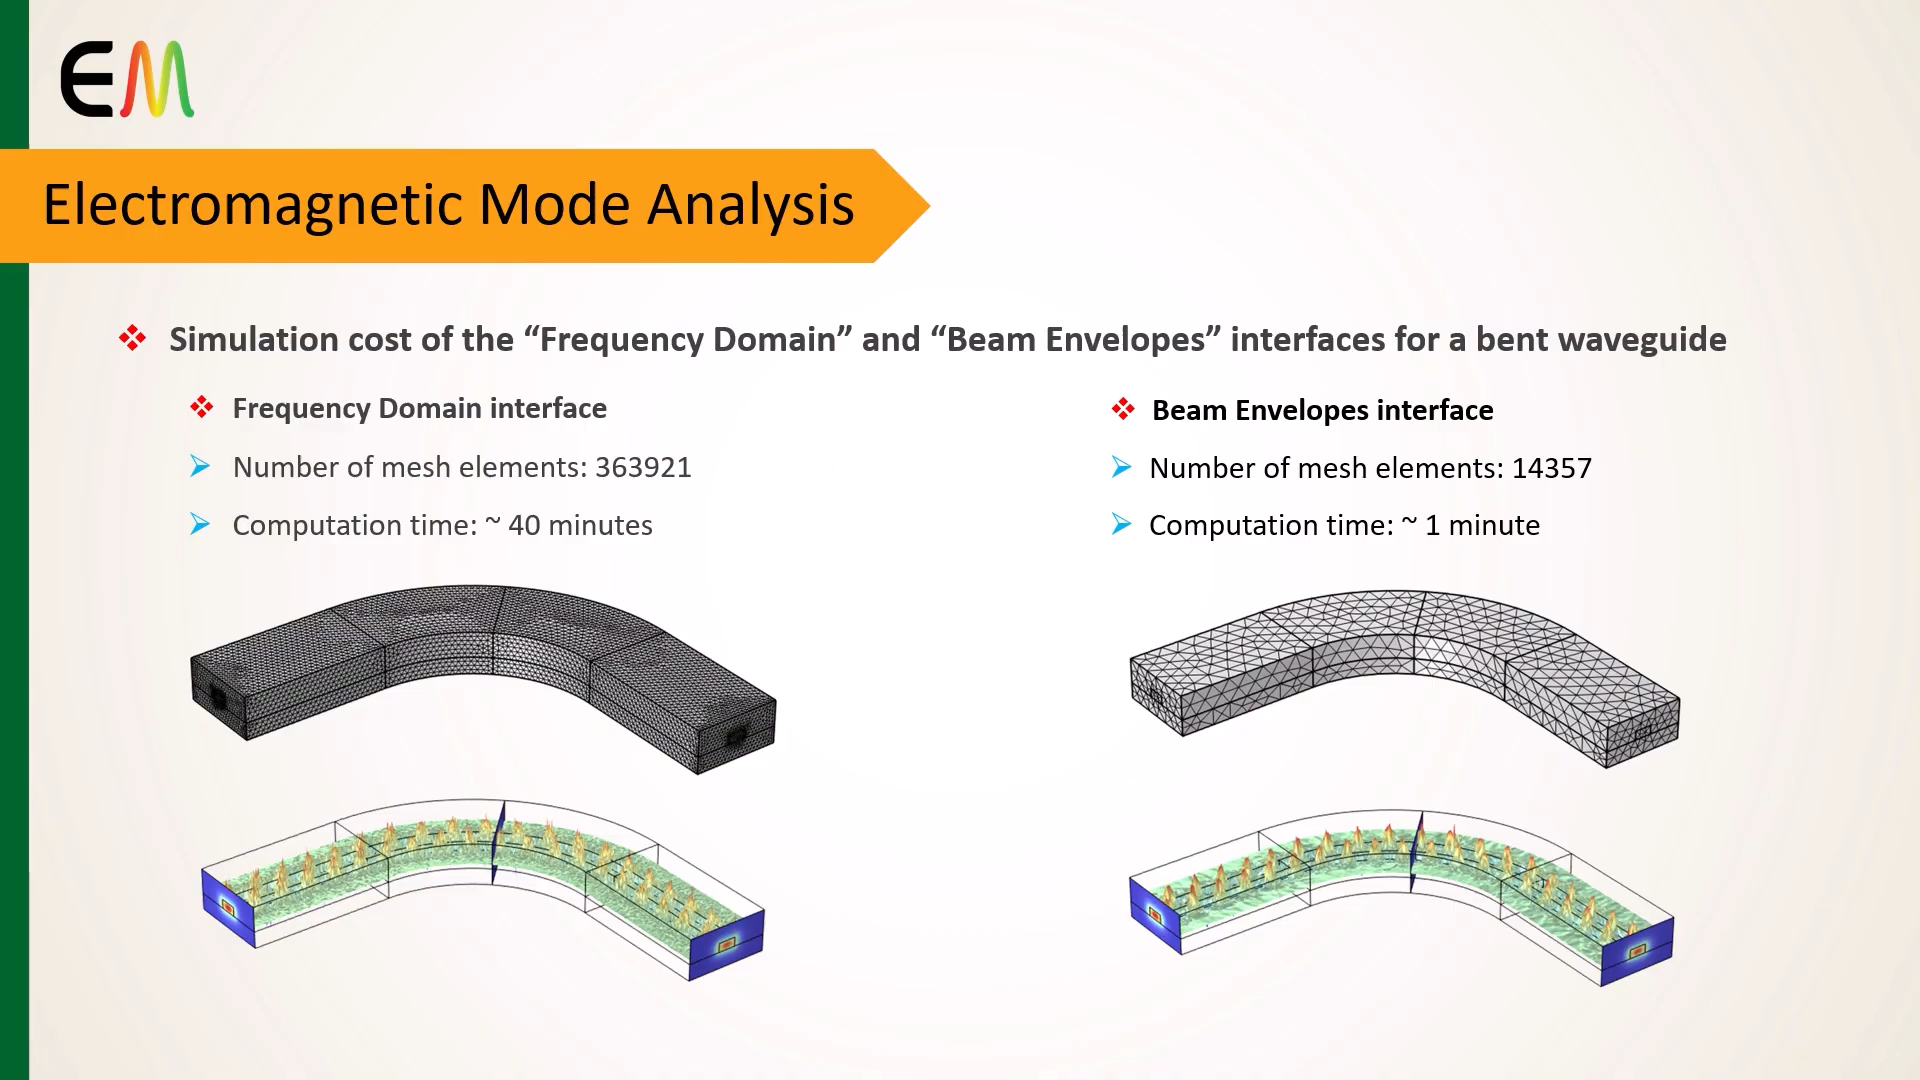 EM
Electromagnetic Mode Analysis
Simulation cost of the “Frequency Domain” and “Beam Envelopes” interfaces for a bent waveguide
Frequency Domain interface
Number of mesh elements: 363921
Computation time: ~ 40 minutes
Beam Envelopes interface
Number of mesh elements: 14357
Computation time: ~ 1 minute